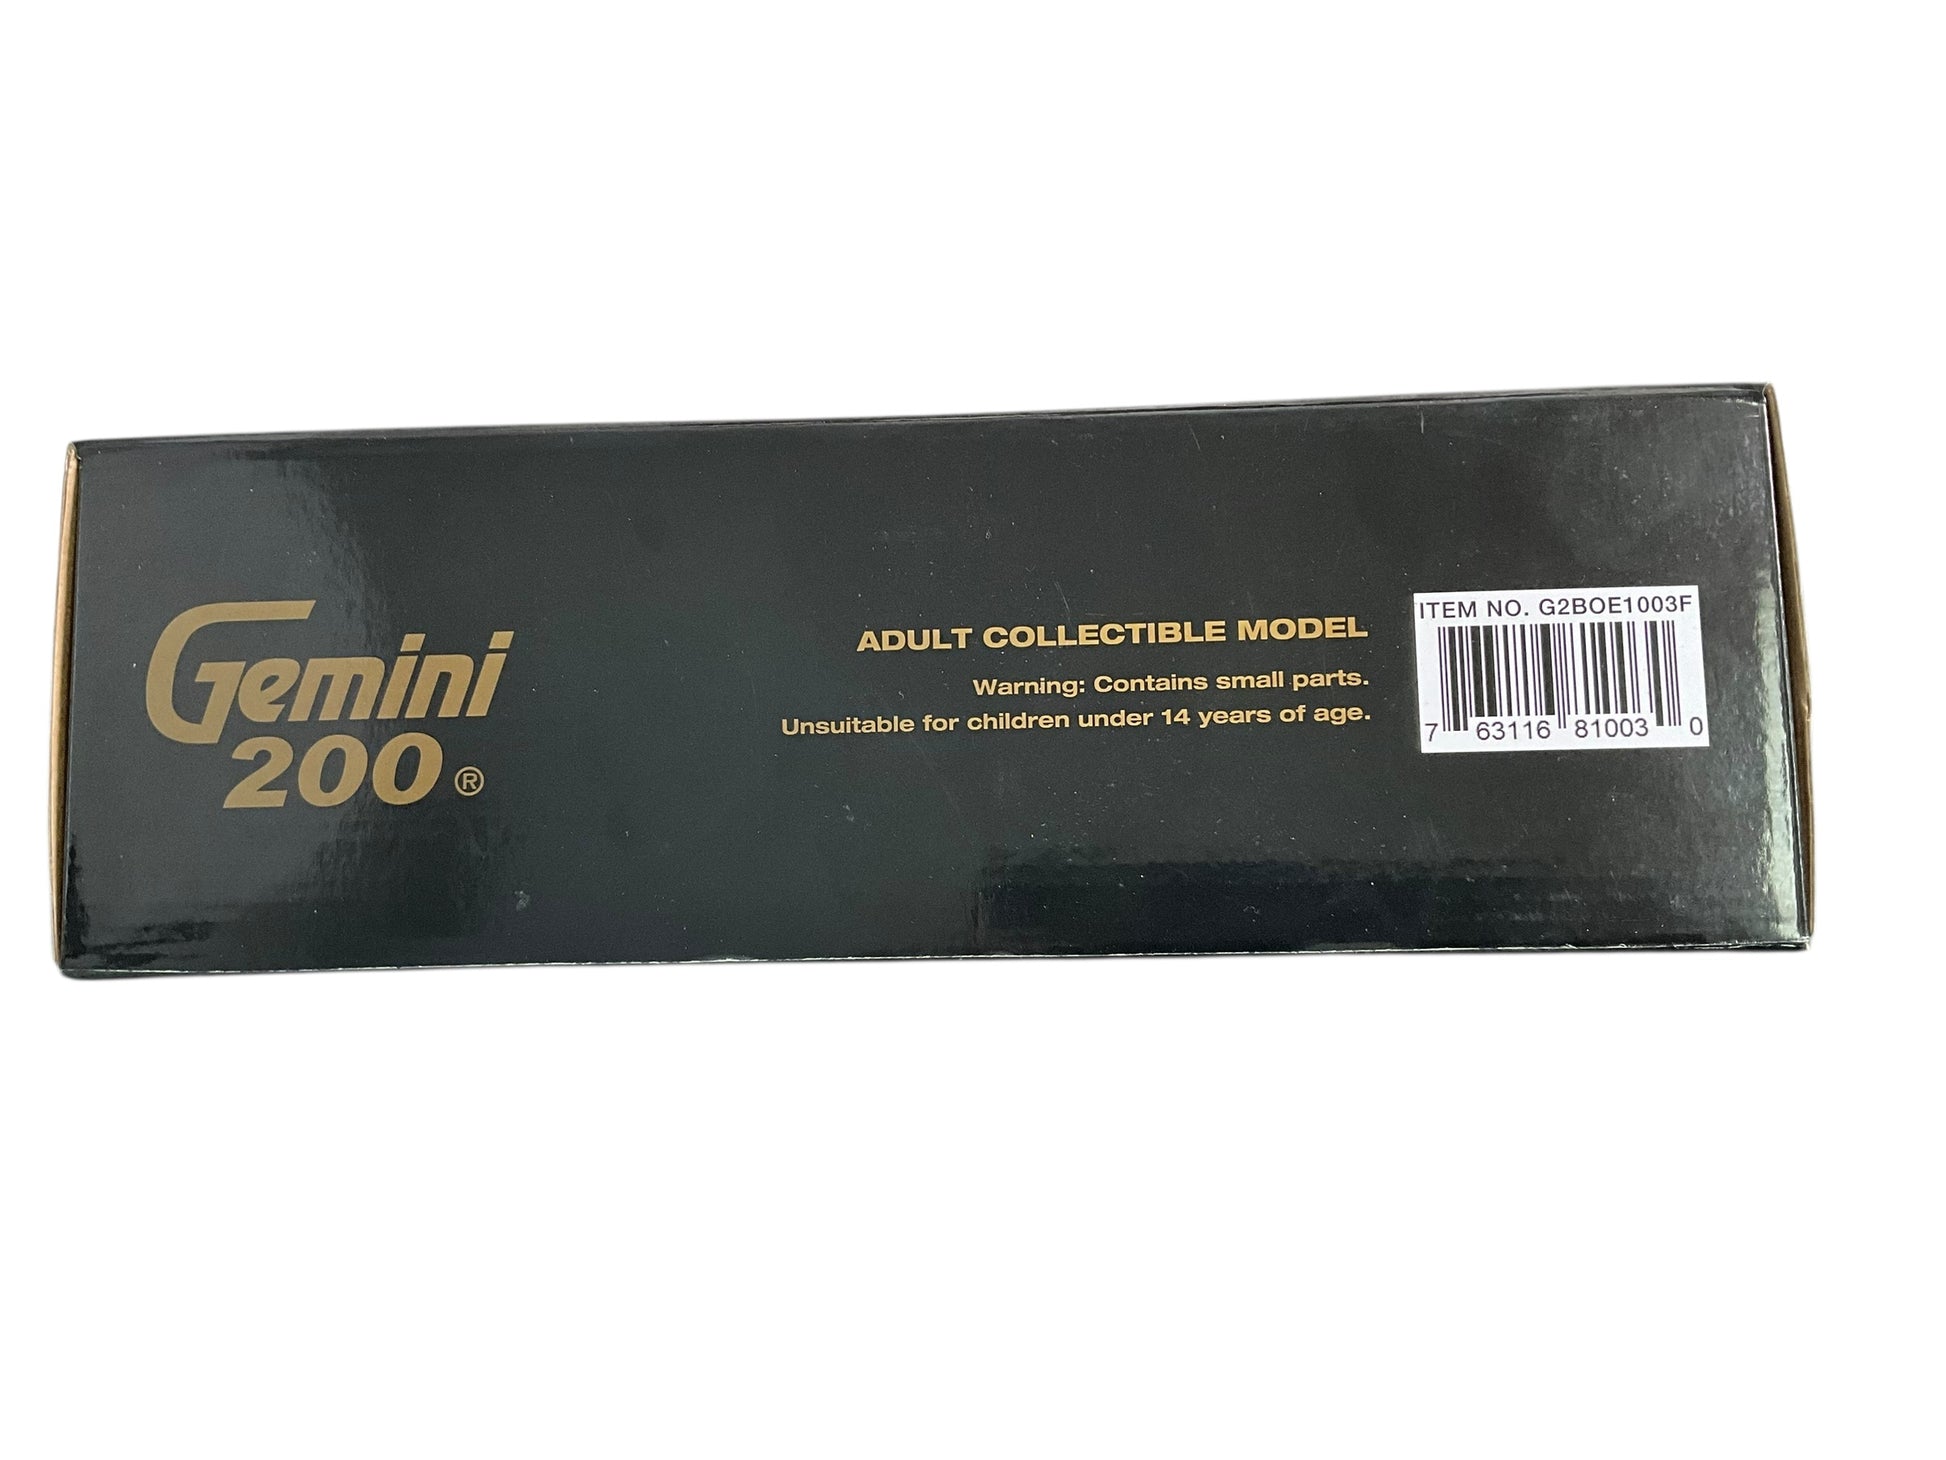 Gemini
200®
ADULT COLLECTIBLE MODEL
Warning: Contains small parts.
Unsuitable for children under 14 years of age.
ITEM NO. G2BOE1003F
7 63116 81003 0